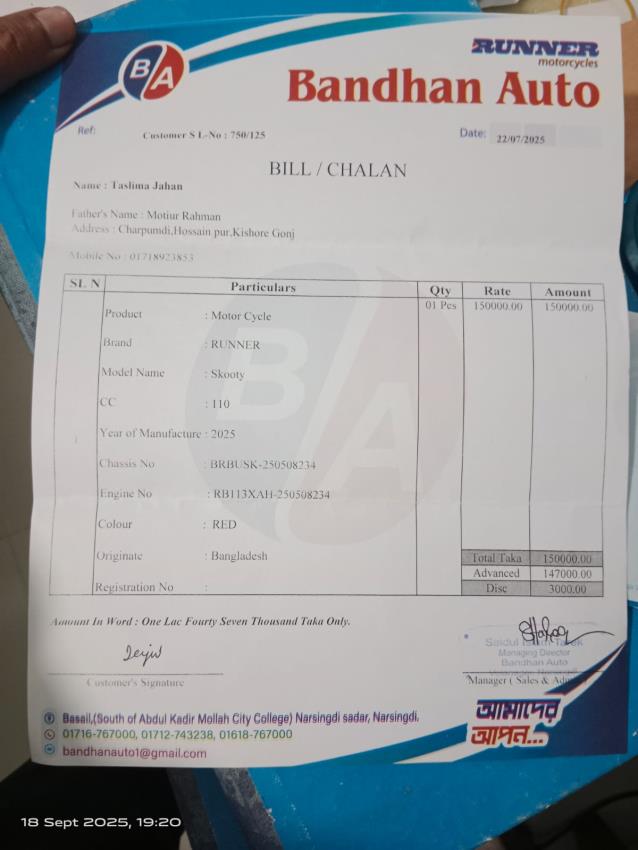 BA
RUNNER
motorcycles
Bandhan Auto
Ref:
Customer S L-No : 750/125
Date: 22/07/2025
BILL / CHALAN
Name : Taslima Jahan
Father's Name : Motiur Rahman
Address : Charpumdi,Hossain pur,Kishore Gonj
Mobile No : 01718923853
SL N Particulars Qty Rate Amount
01 Pcs 150000.00 150000.00
Product : Motor Cycle
Brand : RUNNER
Model Name : Skooty
CC : 110
1 Year of Manufacture : 2025
Chassis No : BRBUSK-250508234
Engine No : RB113XAH-250508234
Colour : RED
Originate : Bangladesh
Total Taka 150000.00
Advanced 147000.00
Registration No :
Disc 3000.00
Amount In Word : One Lac Fourty Seven Thousand Taka Only.
Saidul
Managing Director
Bandhan Auto
Customer's Signature
Manager ( Sales &
আমাদের
আপন...
Basail,(South of Abdul Kadir Mollah City College) Narsingdi sadar, Narsingdi.
01716-767000, 01712-743238, 01618-767000
bandhanauto1@gmail.com
18 Sept 2025, 19:20